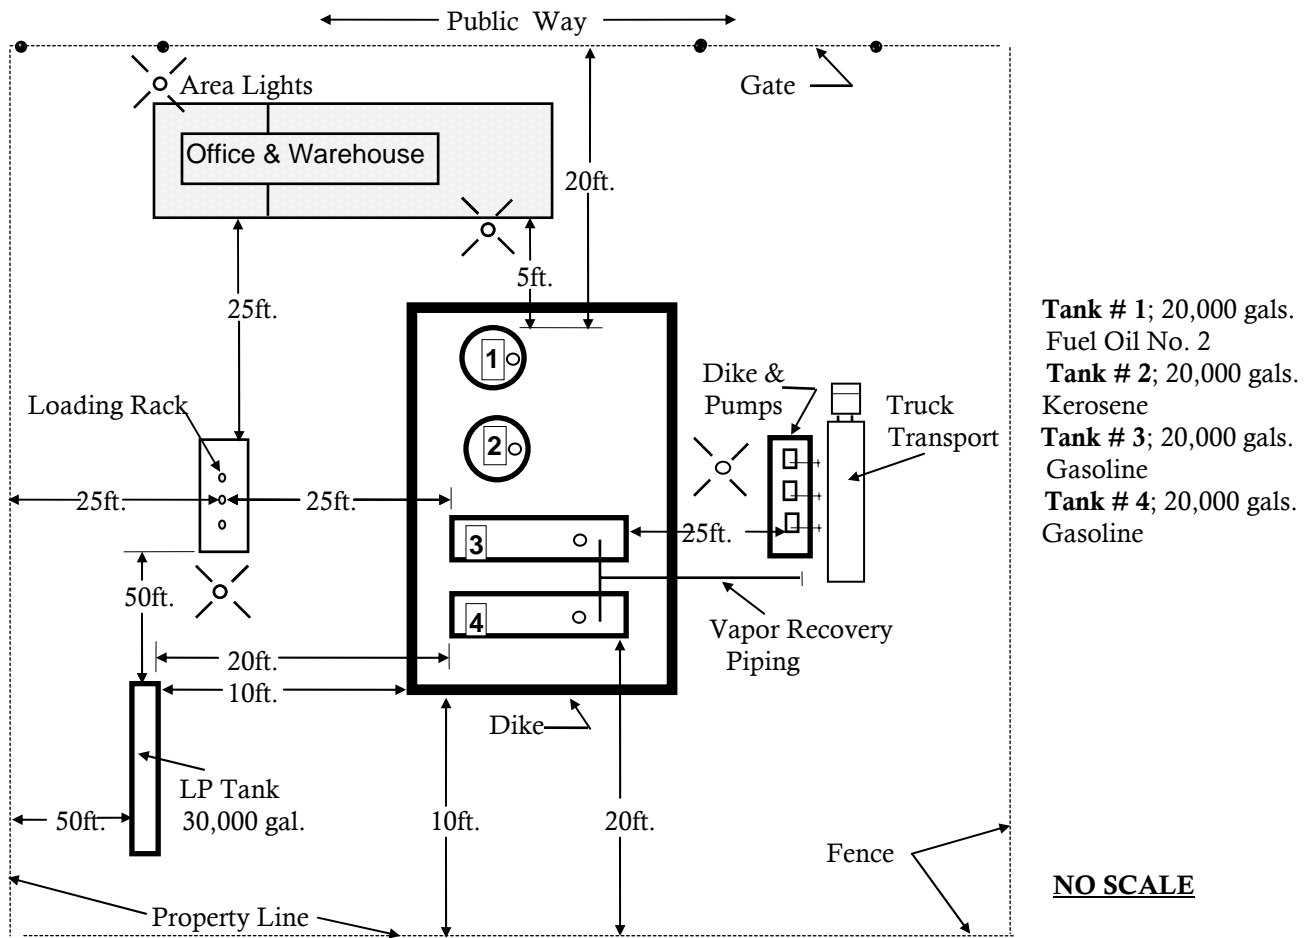 Public Way
Area Lights
Gate
Office & Warehouse
20ft.
5ft.
25ft.
Tank # 1; 20,000 gals.
Fuel Oil No. 2
Tank # 2; 20,000 gals.
Kerosene
Tank # 3; 20,000 gals.
Gasoline
Tank # 4; 20,000 gals.
Gasoline
1
Dike &
Pumps
Loading Rack
Truck
Transport
2
25ft.
25ft.
3
25ft.
50ft.
4
Vapor Recovery
Piping
20ft.
10ft.
Dike
LP Tank
30,000 gal.
50ft.
10ft.
20ft.
Fence
NO SCALE
Property Line